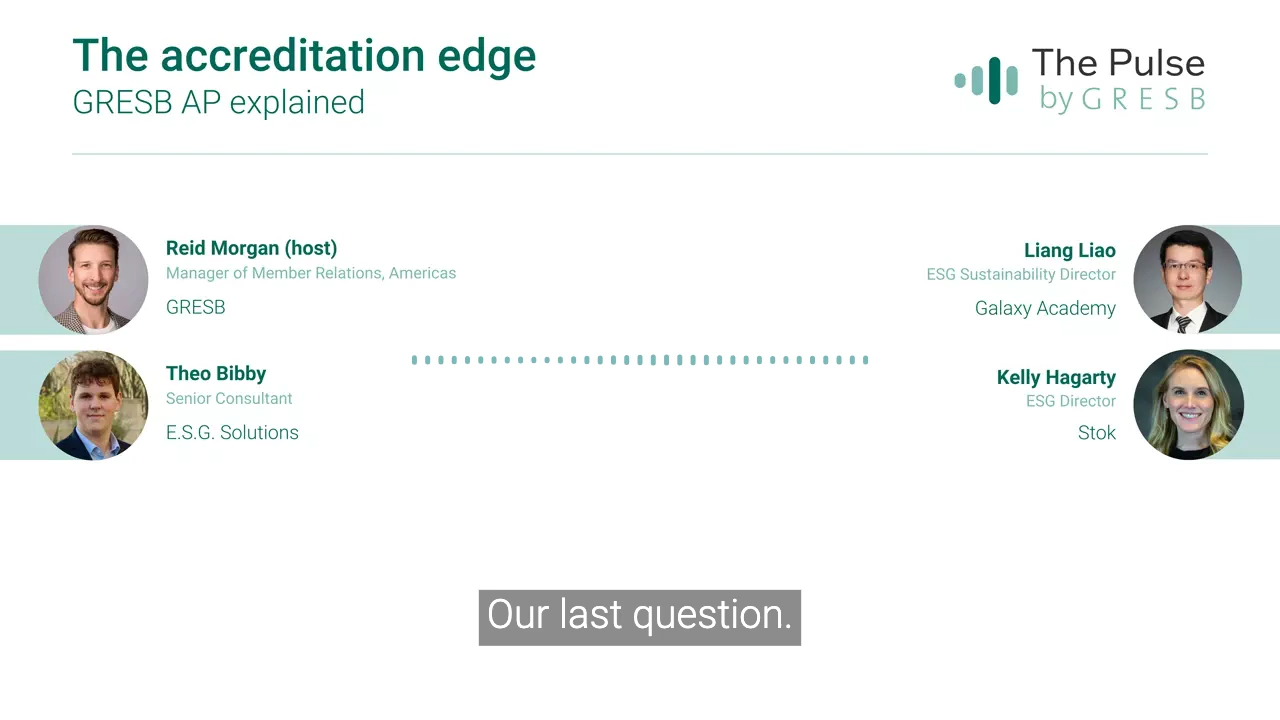 The accreditation edge
GRESB AP explained
The Pulse
by GRESB
Reid Morgan (host)
Manager of Member Relations, Americas
GRESB
Theo Bibby
Senior Consultant
E.S.G. Solutions
Liang Liao
ESG Sustainability Director
Galaxy Academy
Kelly Hagarty
ESG Director
Stok
Our last question.